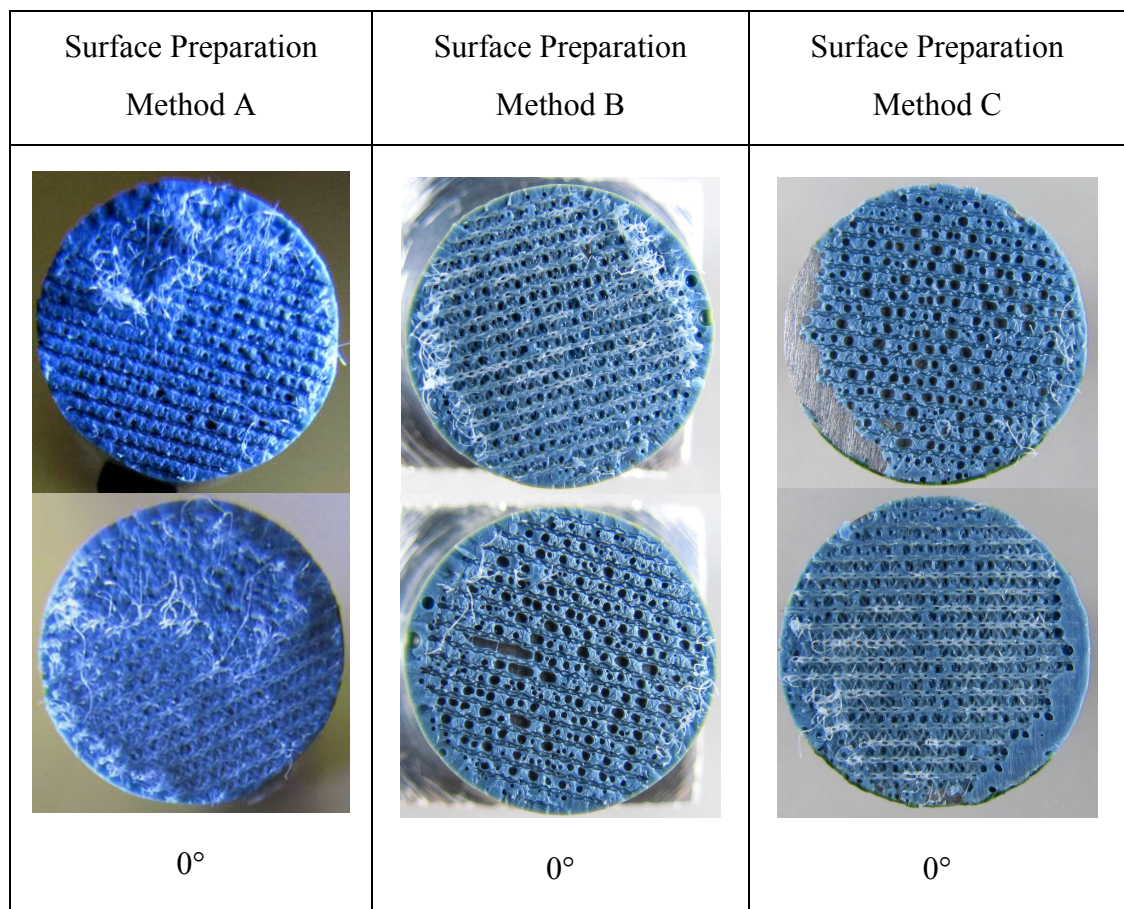 Surface Preparation
Method A
Surface Preparation
Method B
Surface Preparation
Method C
0°
0°
0°